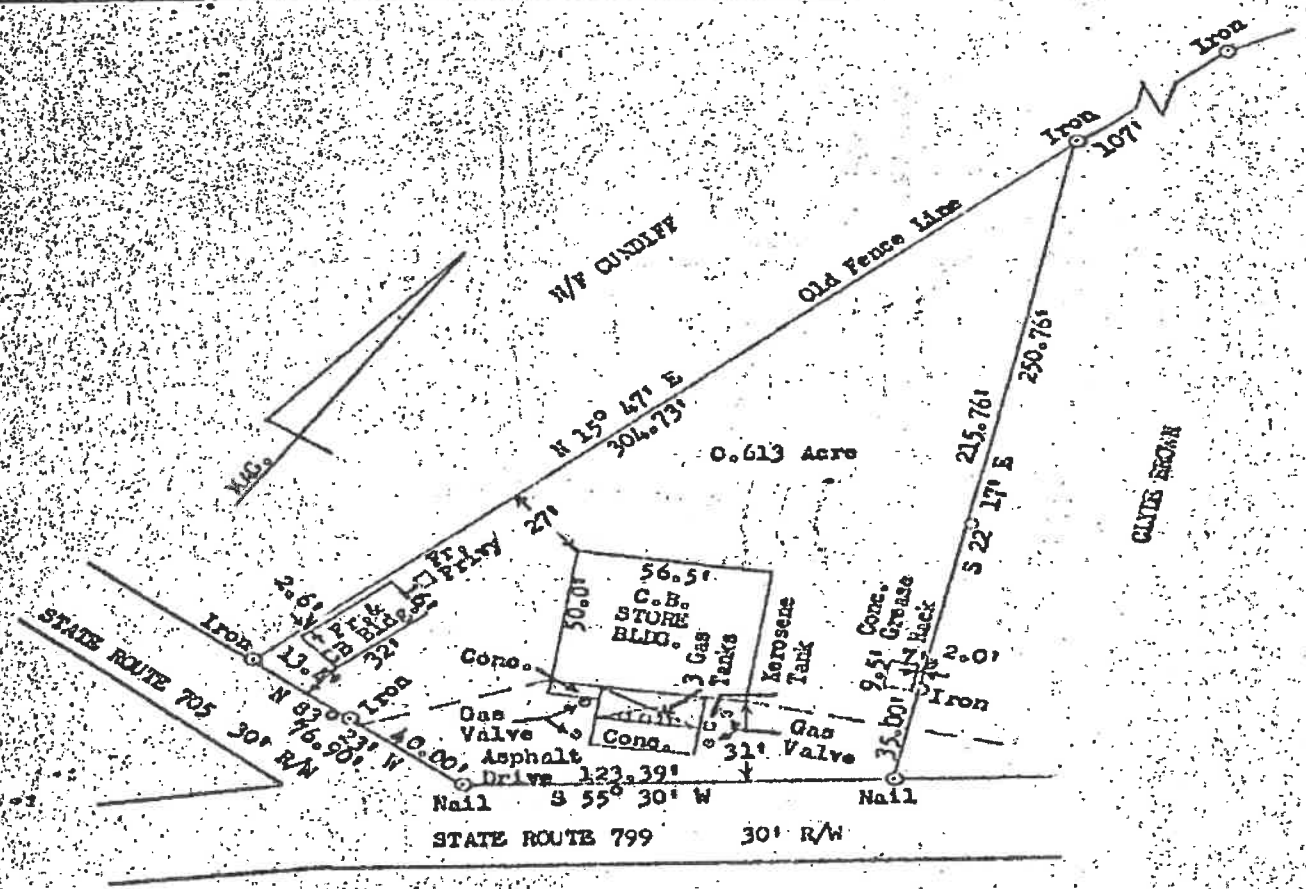 Iron
Iron
107'
N/F CUNDIFF
Old Fence Line
250.76'
215.76'
S 22° 17' E
N 15° 47' E
304.73'
0.613 Acre
CLYDE BROWN
27'
Fr.
Privy
56.5'
50.0'
C.B.
STORE
BLDG.
3 Gas
Tanks
Kerosene
Tank
Conc.
Grease
Rack
9.5'
2.0'
Iron
35.00'
2.6'
Fr.&
CB Bldg.
13.4'
32'
Iron
Iron
N 83° 23' W
76.90'
40.00'
STATE ROUTE 705
30' R/W
Conc.
Gas
Valve
Asphalt
Drive
Conc.
31'
Gas
Valve
123.39'
S 55° 30' W
Nail
Nail
STATE ROUTE 799 30' R/W